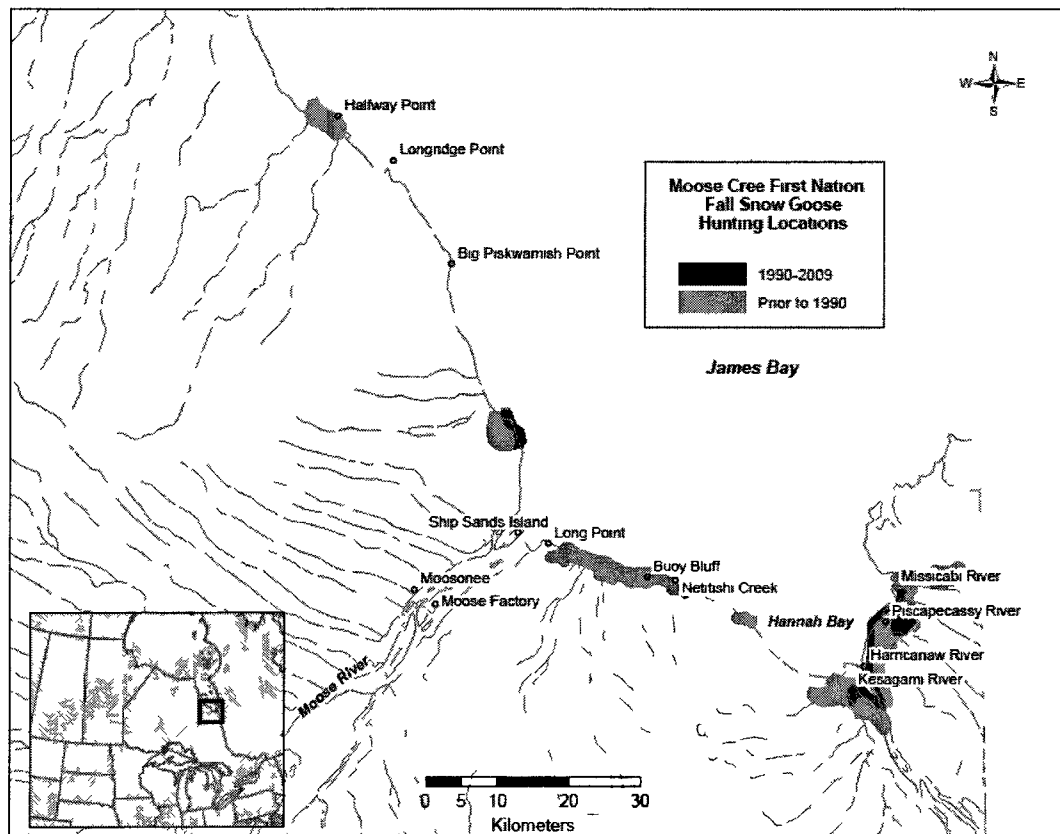 N
W E
S
Halfway Point
Longridge Point
Moose Cree First Nation
Fall Snow Goose
Hunting Locations
1990-2009
Prior to 1990
Big Piskwamish Point
James Bay
Ship Sands Island
Long Point
Buoy Bluff
Missicabi River
Moosonee
Netitishi Creek
Moose Factory
Piscapecassy River
Hannah Bay
Harricanaw River
Kesagami River
Moose River
0 5 10 20 30
Kilometers